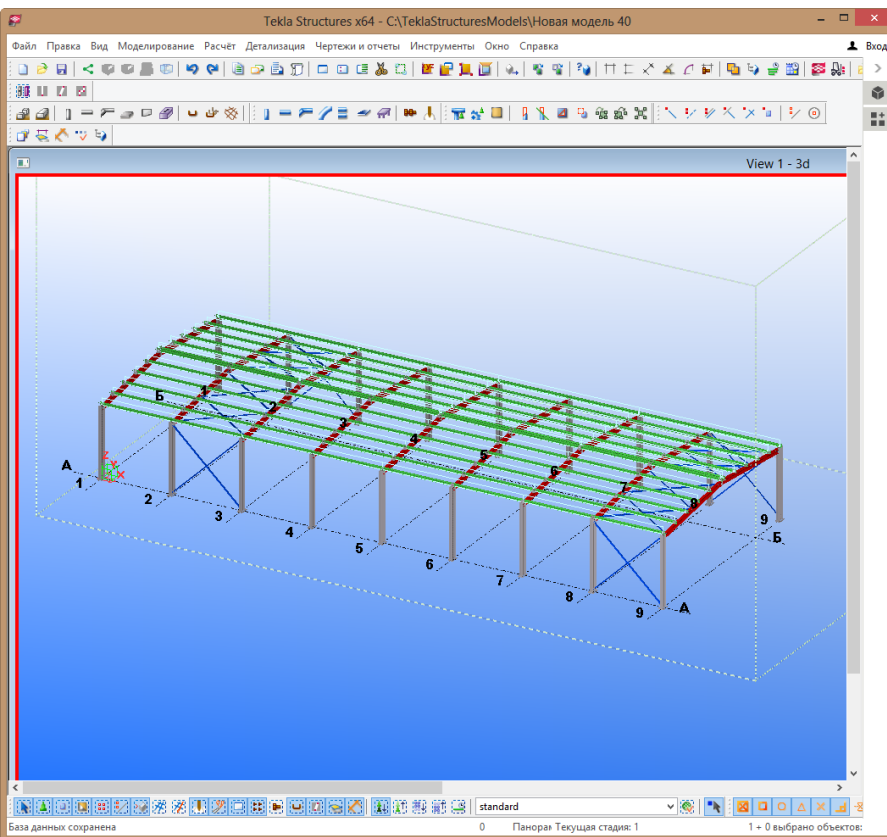 Tekla Structures x64 - C:\TeklaStructuresModels\Новая модель 40
Файл Правка Вид Моделирование Расчёт Детализация Чертежи и отчеты Инструменты Окно Справка
Вход
View 1 - 3d
Б 1 2 3 4 5 6 7 8 9 Б
А 1 2 3 4 5 6 7 8 9 А
Z Y X
standard
База данных сохранена 0 Панорам Текущая стадия: 1 1 + 0 выбрано объектов: